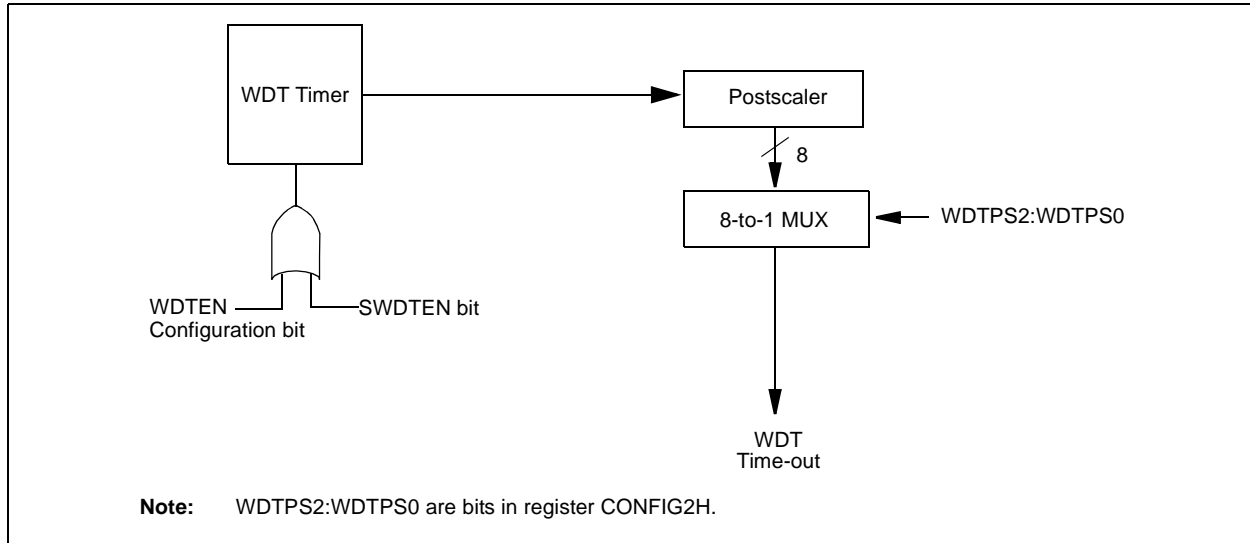 WDT Timer
Postscaler
8
8-to-1 MUX
WDTPS2:WDTPS0
WDTEN
Configuration bit
SWDTEN bit
WDT
Time-out
Note: WDTPS2:WDTPS0 are bits in register CONFIG2H.